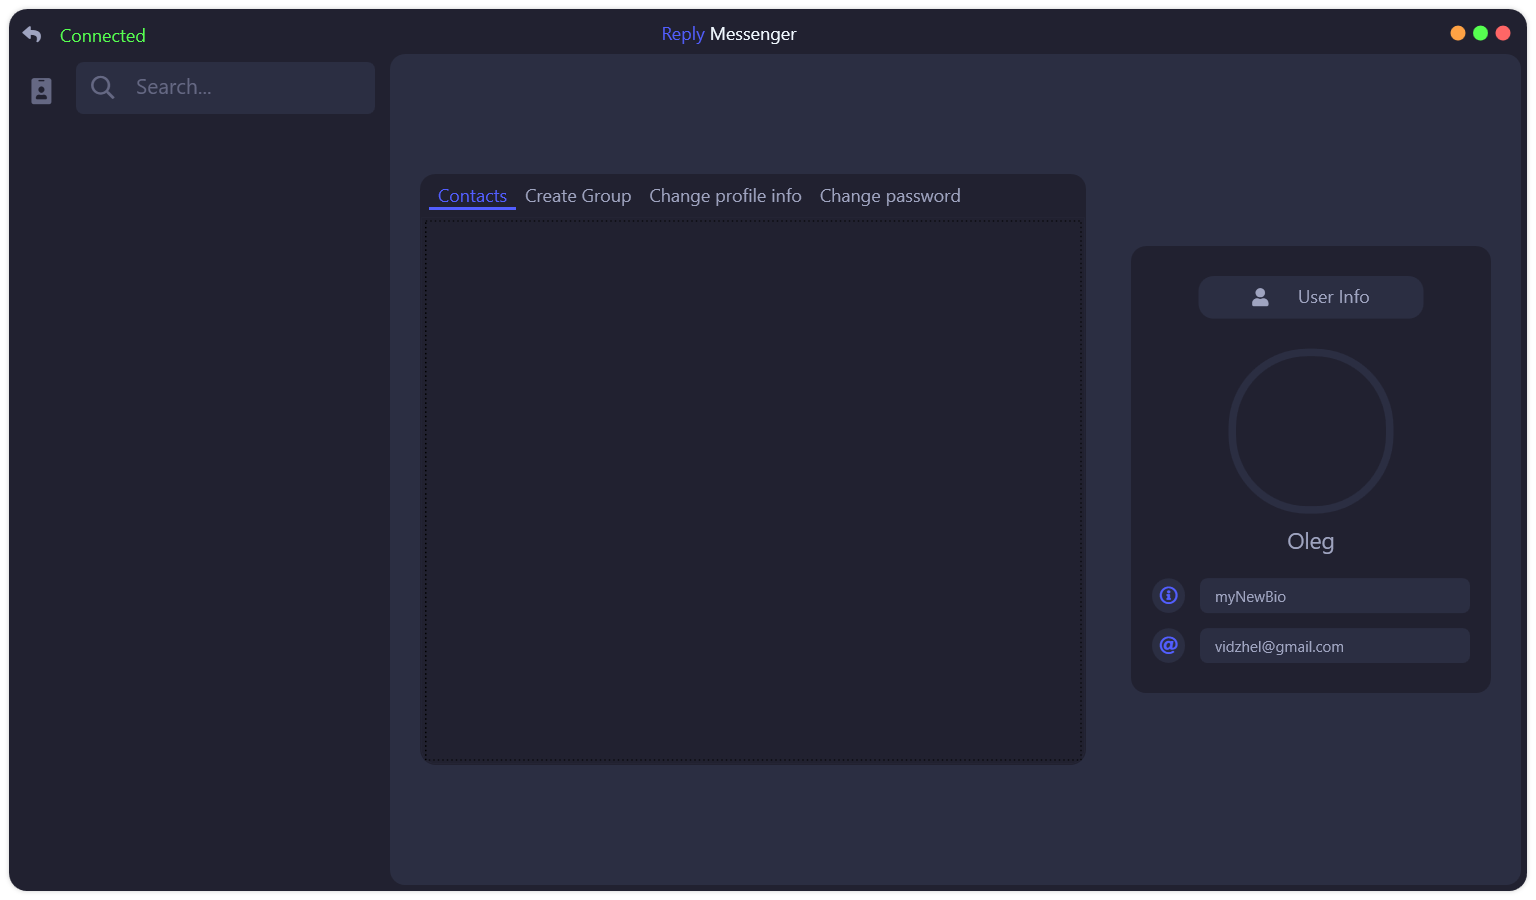 Connected
Reply Messenger
Search...
Contacts Create Group Change profile info Change password
User Info
Oleg
myNewBio
vidzhel@gmail.com